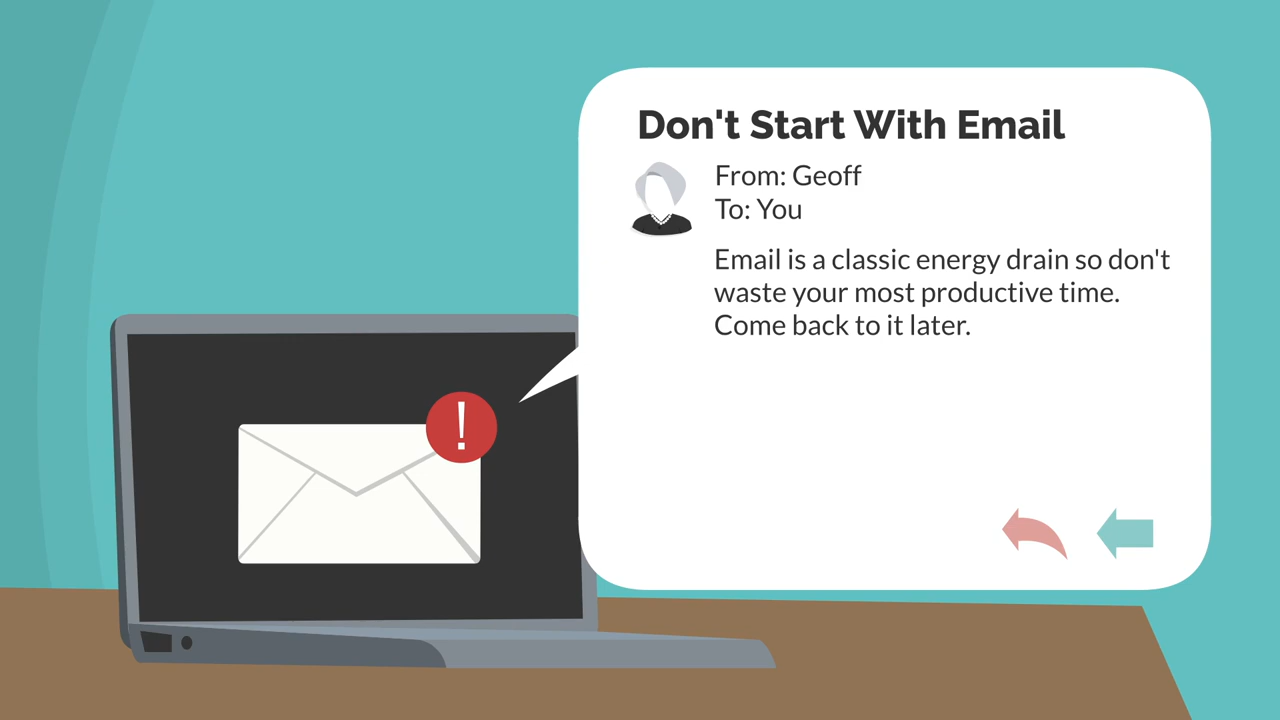 Don't Start With Email
From: Geoff
To: You
Email is a classic energy drain so don't
waste your most productive time.
Come back to it later.
!